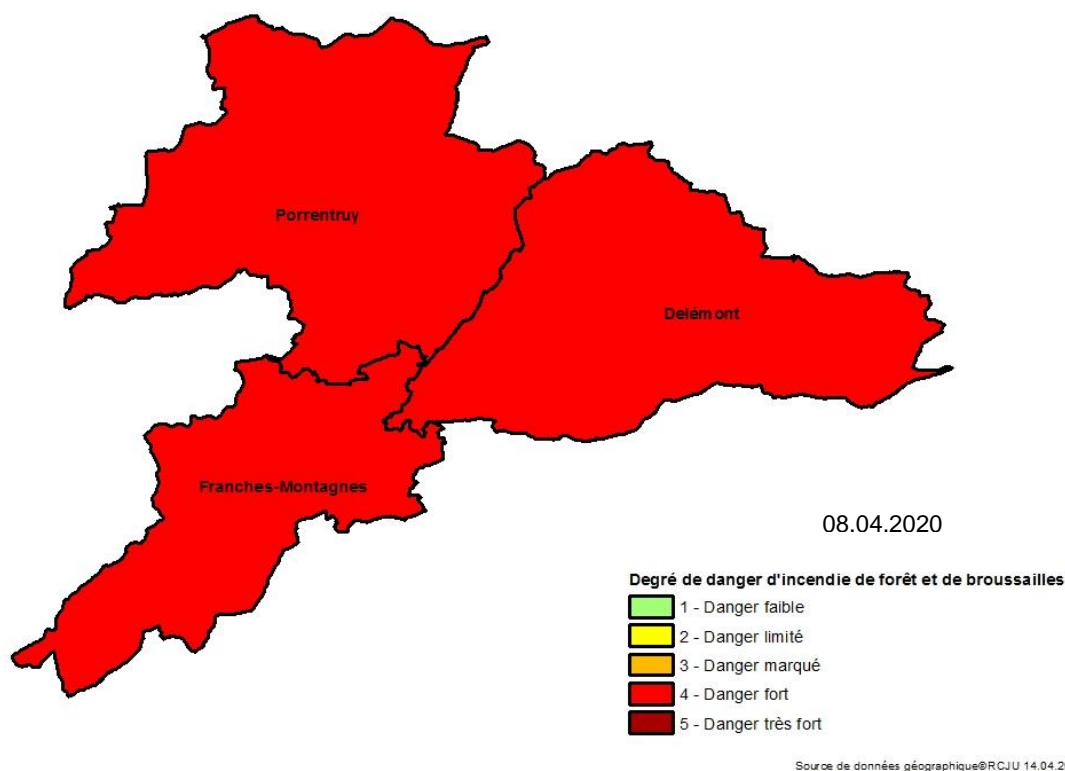 Porrentruy
Delémont
Franches-Montagnes
08.04.2020
Degré de danger d'incendie de forêt et de broussailles
1 - Danger faible
2 - Danger limité
3 - Danger marqué
4 - Danger fort
5 - Danger très fort
Source de données géographique©RCJU 14.04.2